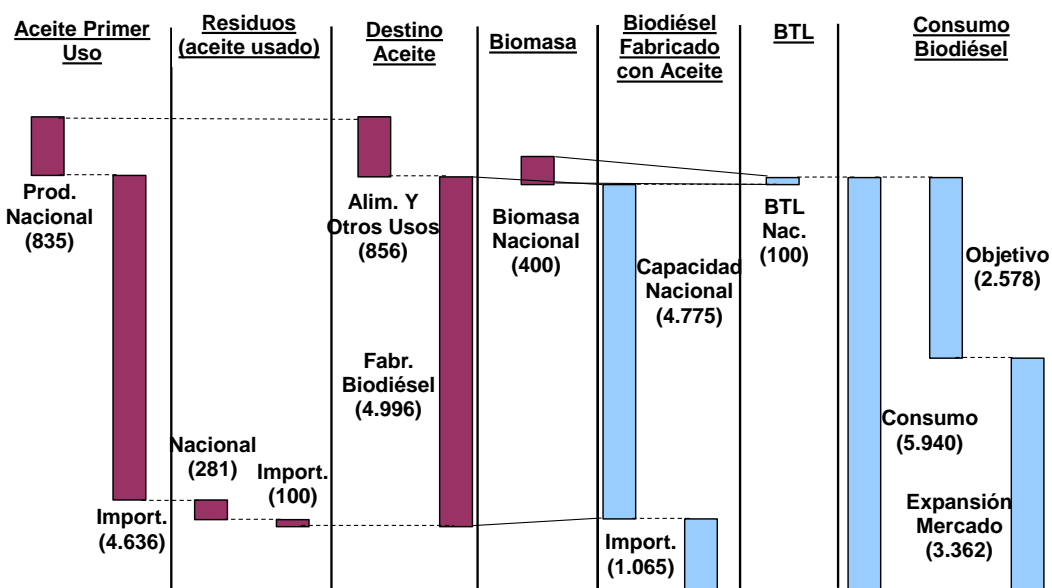 Aceite Primer
Uso
Residuos
(aceite usado)
Destino
Aceite
Biomasa
Biodiésel
Fabricado
con Aceite
BTL
Consumo
Biodiésel
Prod.
Nacional
(835)
Import.
(4.636)
Nacional
(281)
Import.
(100)
Alim. Y
Otros Usos
(856)
Fabr.
Biodiésel
(4.996)
Biomasa
Nacional
(400)
Capacidad
Nacional
(4.775)
Import.
(1.065)
BTL
Nac.
(100)
Consumo
(5.940)
Objetivo
(2.578)
Expansión
Mercado
(3.362)